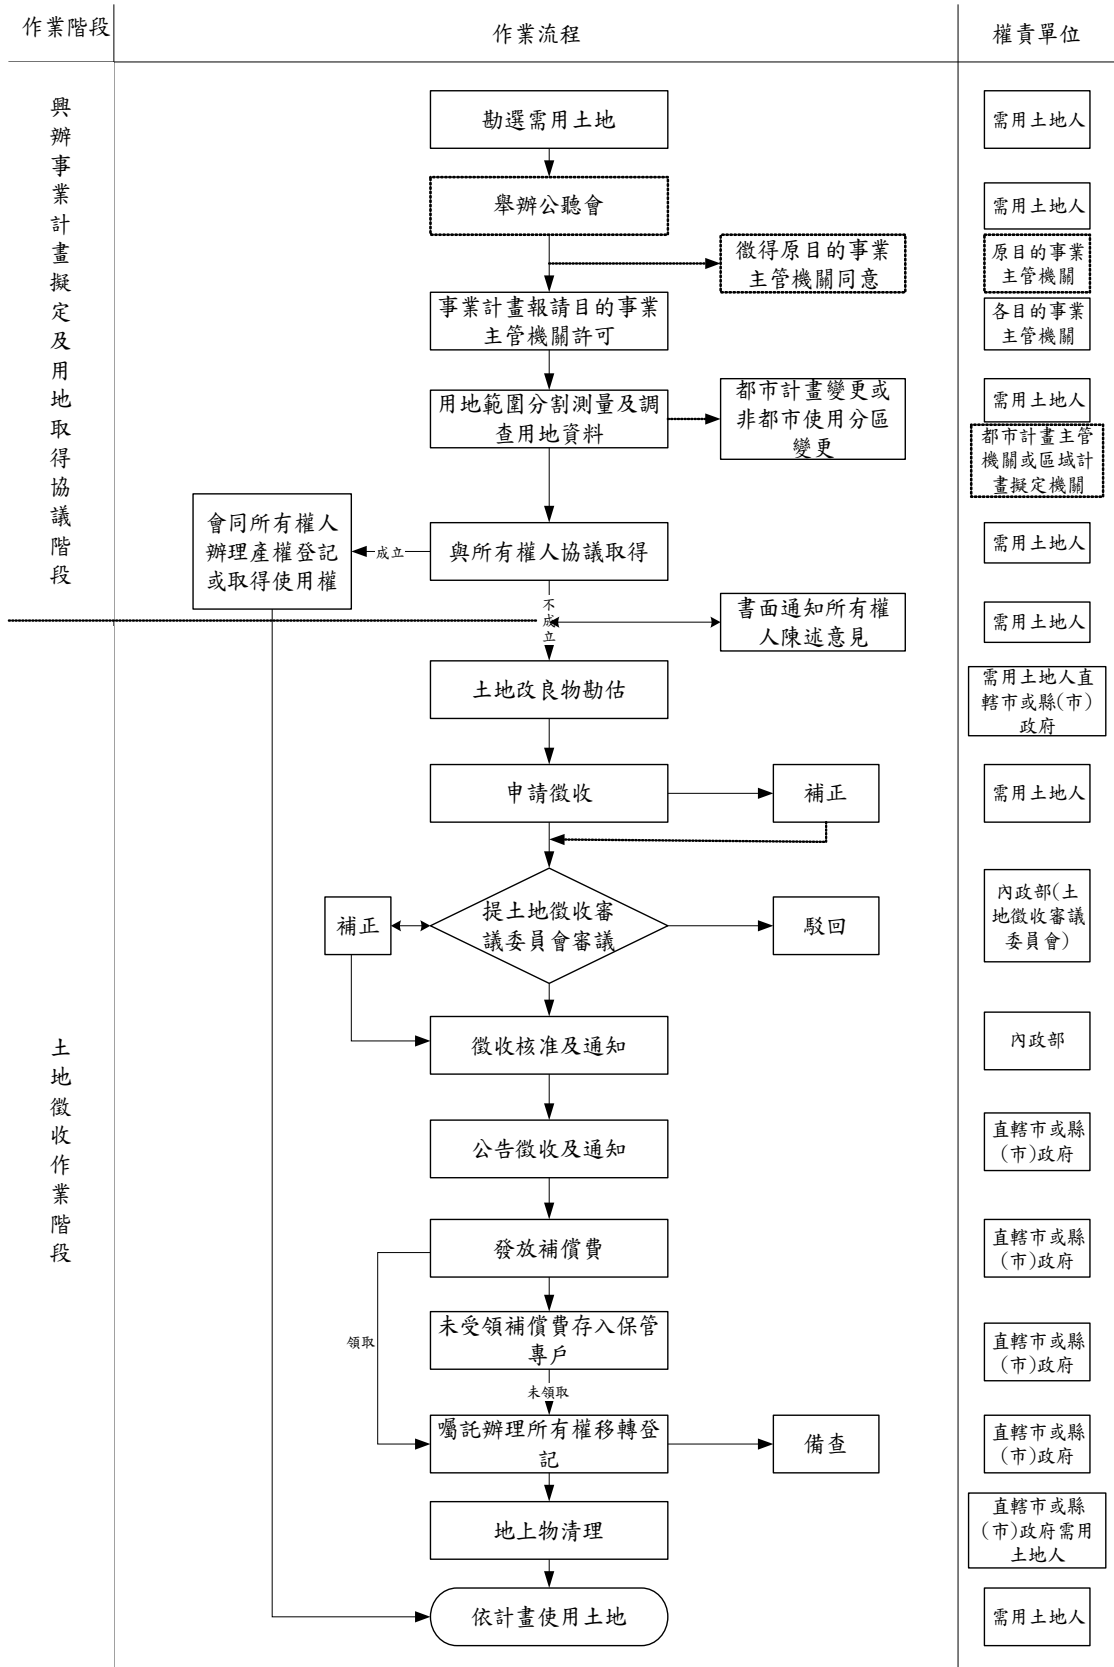 作業階段
作業流程
權責單位
興辦事業計畫擬定及用地取得協議階段
勘選需用土地
需用土地人
舉辦公聽會
需用土地人
徵得原目的事業
主管機關同意
原目的事業
主管機關
事業計畫報請目的事業
主管機關許可
各目的事業
主管機關
用地範圍分割測量及調
查用地資料
都市計畫變更或
非都市使用分區
變更
需用土地人
都市計畫主管
機關或區域計
畫擬定機關
會同所有權人
辦理產權登記
或取得使用權
成立
與所有權人協議取得
需用土地人
不成立
書面通知所有權
人陳述意見
需用土地人
土地徵收作業階段
土地改良物勘估
需用土地人直
轄市或縣(市)
政府
申請徵收
補正
需用土地人
補正
提土地徵收審
議委員會審議
駁回
內政部(土
地徵收審議
委員會)
徵收核准及通知
內政部
公告徵收及通知
直轄市或縣
(市)政府
發放補償費
直轄市或縣
(市)政府
領取
未受領補償費存入保管
專戶
直轄市或縣
(市)政府
未領取
囑託辦理所有權移轉登
記
備查
直轄市或縣
(市)政府
地上物清理
直轄市或縣
(市)政府需用
土地人
依計畫使用土地
需用土地人